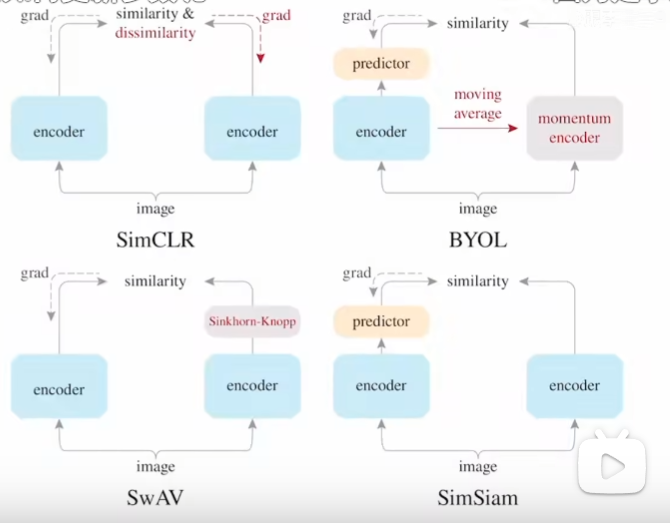 grad
similarity &
dissimilarity
grad
encoder
encoder
image
SimCLR
grad
similarity
predictor
encoder
moving
average
momentum
encoder
image
BYOL
grad
similarity
Sinkhorn-Knopp
encoder
encoder
image
SwAV
grad
similarity
predictor
encoder
encoder
image
SimSiam